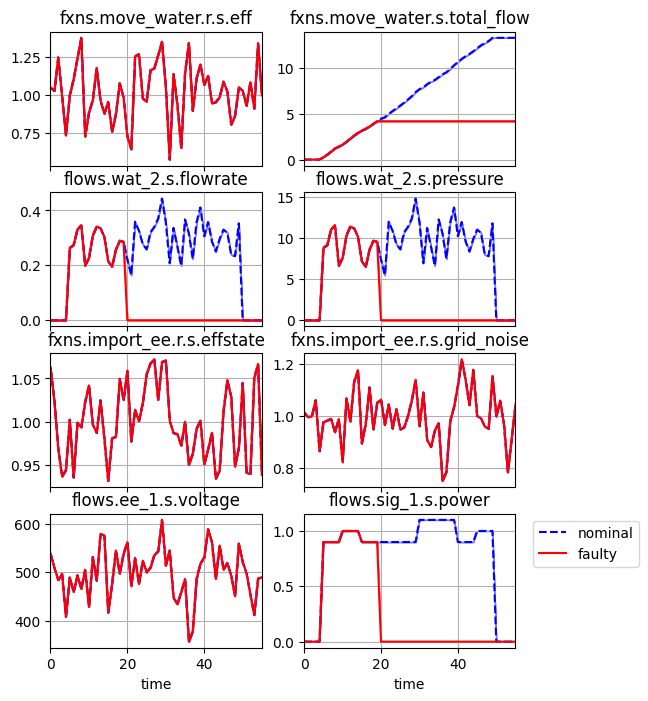 fxns.move_water.r.s.eff
fxns.move_water.s.total_flow
1.25
1.00
0.75
10
5
0
flows.wat_2.s.flowrate
flows.wat_2.s.pressure
0.4
0.2
0.0
15
10
5
0
fxns.import_ee.r.s.effstate
fxns.import_ee.r.s.grid_noise
1.05
1.00
0.95
1.2
1.0
0.8
flows.ee_1.s.voltage
flows.sig_1.s.power
600
500
400
1.0
0.5
0.0
nominal
faulty
0 20 40
0 20 40
time
time